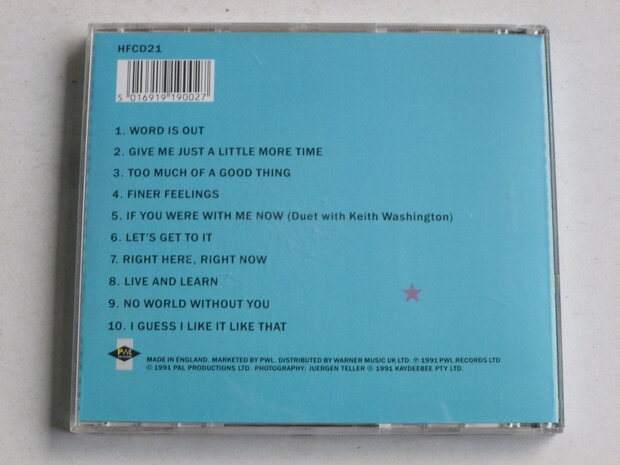 HFCD21
5 016919 190027
1. WORD IS OUT
2. GIVE ME JUST A LITTLE MORE TIME
3. TOO MUCH OF A GOOD THING
4. FINER FEELINGS
5. IF YOU WERE WITH ME NOW (Duet with Keith Washington)
6. LET'S GET TO IT
7. RIGHT HERE, RIGHT NOW
8. LIVE AND LEARN
9. NO WORLD WITHOUT YOU
10. I GUESS I LIKE IT LIKE THAT
PWL
MADE IN ENGLAND. MARKETED BY PWL. DISTRIBUTED BY WARNER MUSIC UK LTD. ℗ 1991 PWL RECORDS LTD
© 1991 PAL PRODUCTIONS LTD. PHOTOGRAPHY: JUERGEN TELLER © 1991 KAYDEEBEE PTY LTD.